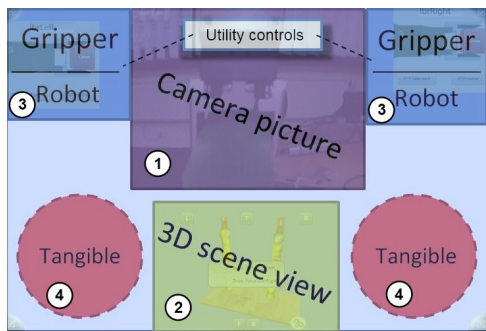 Gripper
Robot
3
Utility controls
Camera picture
1
IbcRight
Gripper
Robot
3
Tangible
4
3D scene view
2
Tangible
4